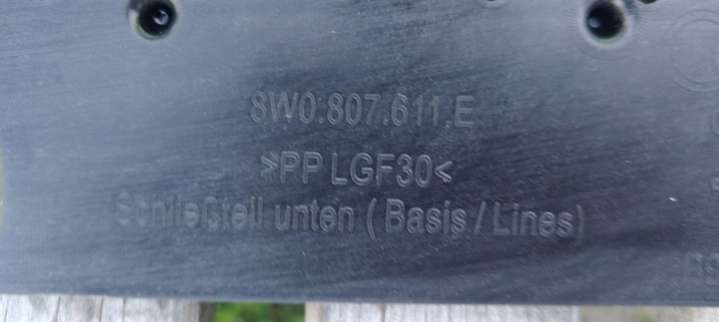 8W0.807.611.E
>PP LGF30<
Schließteil unten ( Basis / Lines)